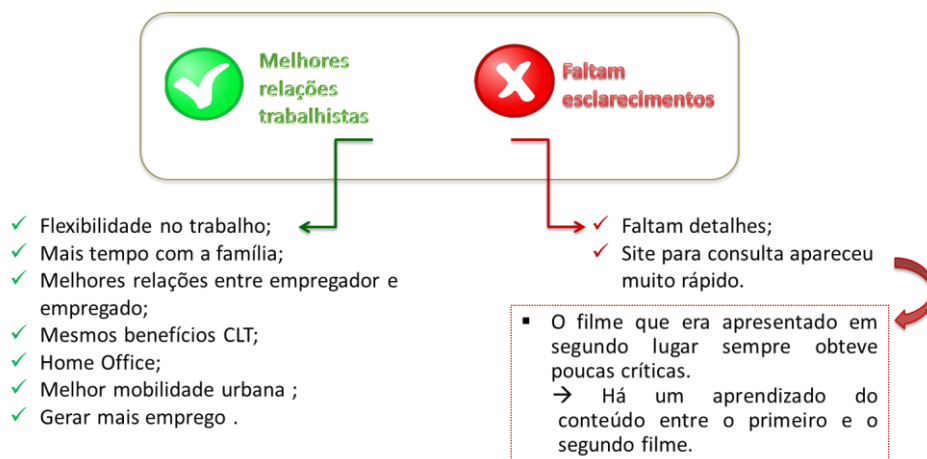 Melhores
relações
trabalhistas
Faltam
esclarecimentos
✓ Flexibilidade no trabalho;
✓ Mais tempo com a família;
✓ Melhores relações entre empregador e
empregado;
✓ Mesmos benefícios CLT;
✓ Home Office;
✓ Melhor mobilidade urbana ;
✓ Gerar mais emprego .
✓ Faltam detalhes;
✓ Site para consulta apareceu
muito rápido.
▪ O filme que era apresentado em
segundo lugar sempre obteve
poucas críticas.
→ Há um aprendizado do
conteúdo entre o primeiro e o
segundo filme.